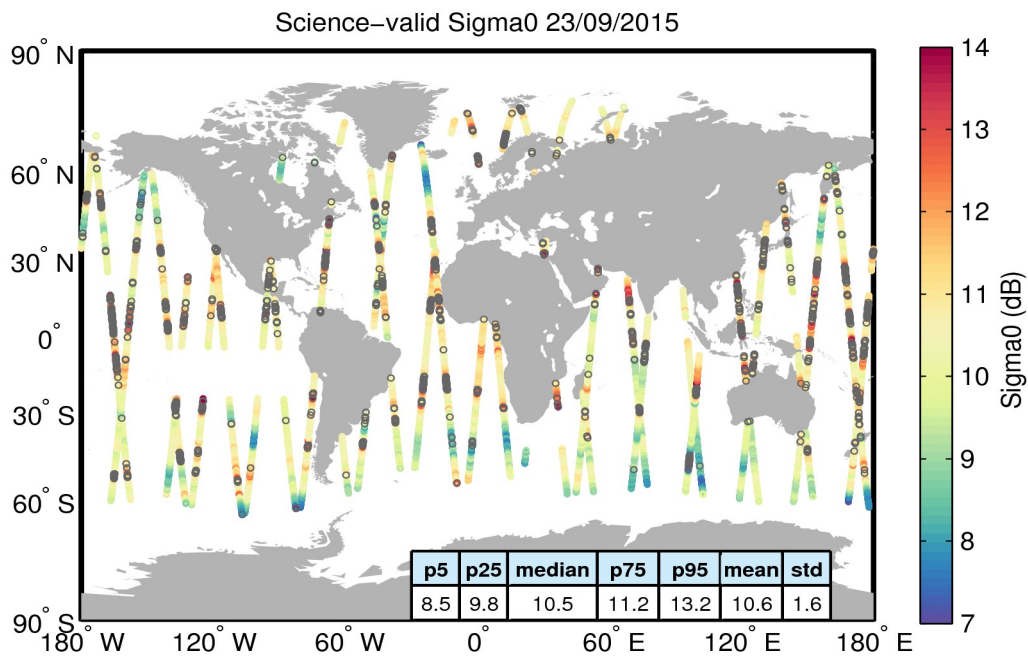 Science−valid Sigma0 23/09/2015
90° N
60° N
30° N
0°
30° S
60° S
90° S
180° W
120° W
60° W
0°
60° E
120° E
180° E
p5 p25 median p75 p95 mean std
8.5 9.8 10.5 11.2 13.2 10.6 1.6
14
13
12
11
10
9
8
7
Sigma0 (dB)